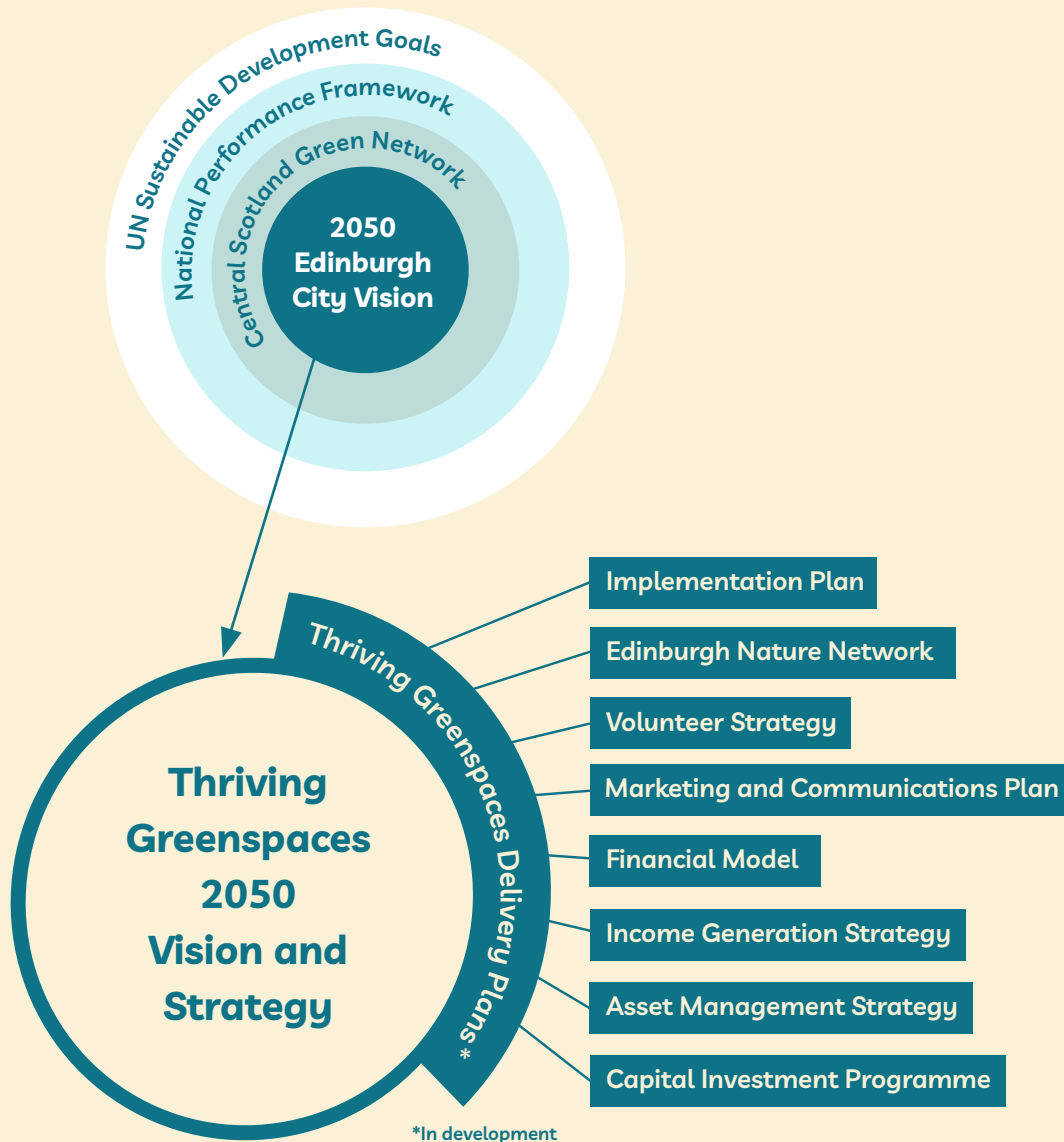 UN Sustainable Development Goals
National Performance Framework
Central Scotland Green Network
2050
Edinburgh
City Vision
Thriving
Greenspaces
2050
Vision and
Strategy
Thriving Greenspaces Delivery Plans*
Implementation Plan
Edinburgh Nature Network
Volunteer Strategy
Marketing and Communications Plan
Financial Model
Income Generation Strategy
Asset Management Strategy
Capital Investment Programme
*In development